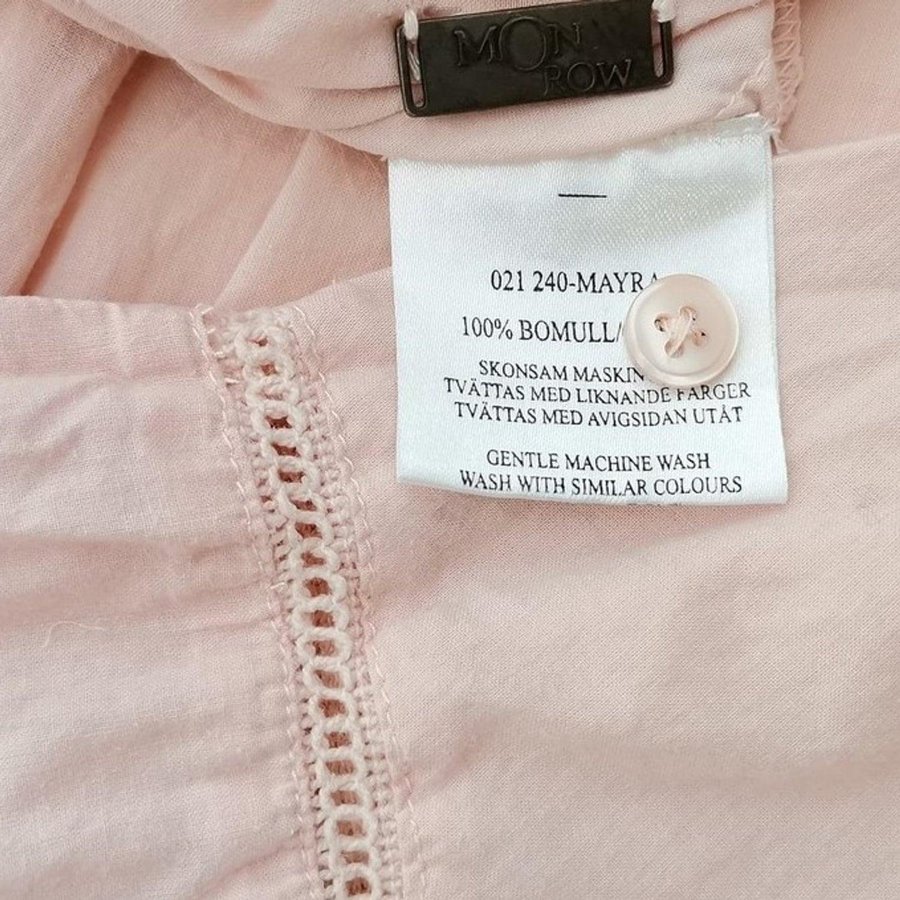 MON
ROW
021 240-MAYRA
100% BOMULL/
SKONSAM MASKIN
TVÄTTAS MED LIKNANDE FÄRGER
TVÄTTAS MED AVIGSIDAN UTÅT
GENTLE MACHINE WASH
WASH WITH SIMILAR COLOURS